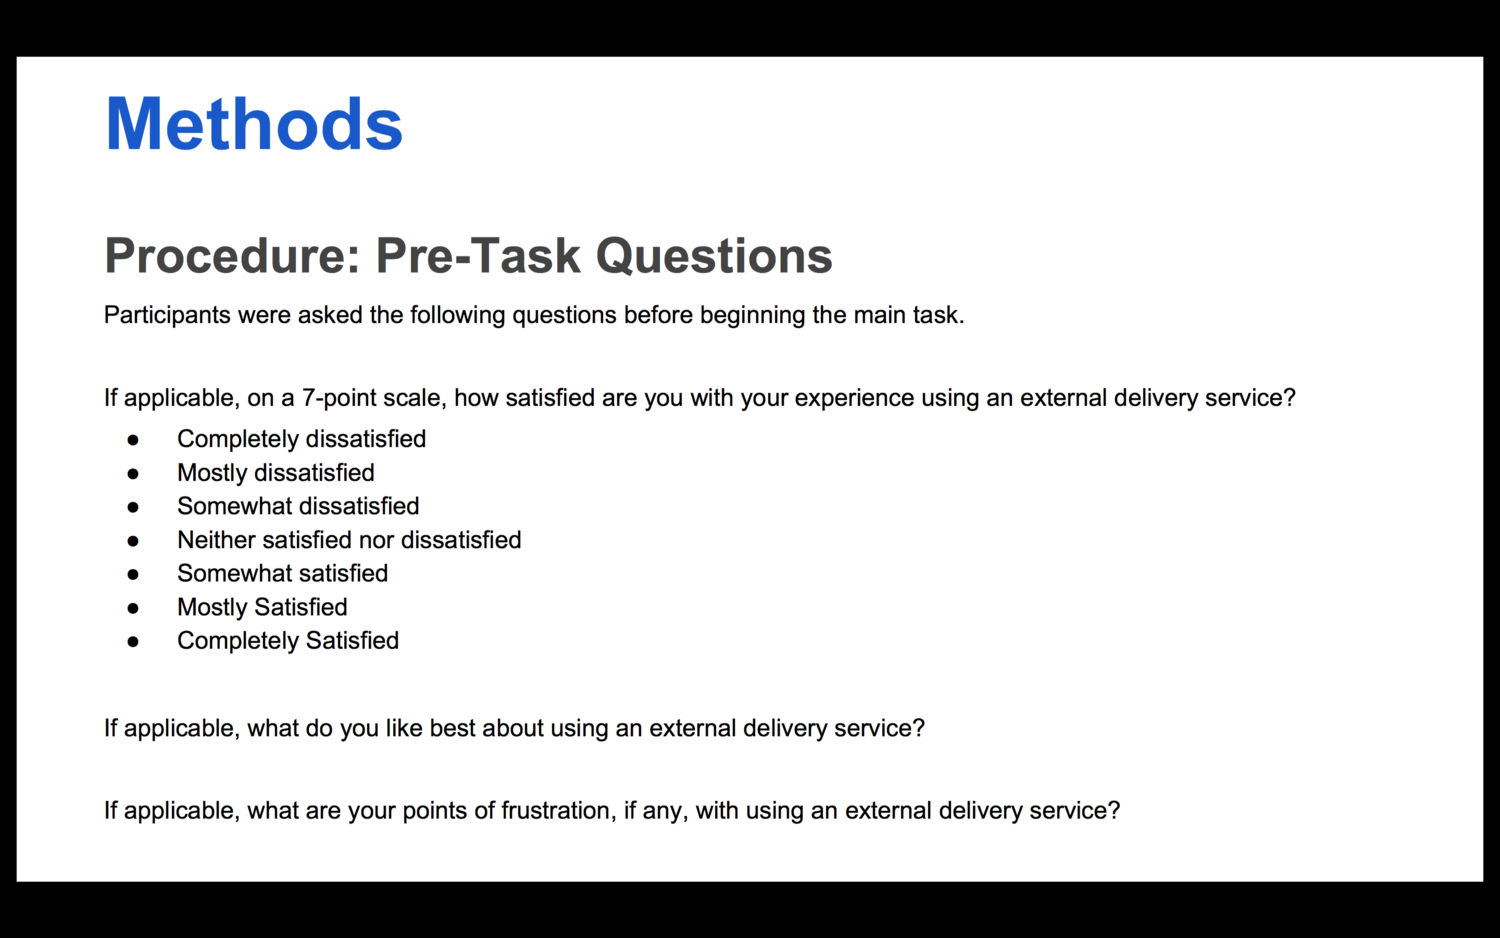 Methods
Procedure: Pre-Task Questions
Participants were asked the following questions before beginning the main task.
If applicable, on a 7-point scale, how satisfied are you with your experience using an external delivery service?
● Completely dissatisfied
● Mostly dissatisfied
● Somewhat dissatisfied
● Neither satisfied nor dissatisfied
● Somewhat satisfied
● Mostly Satisfied
● Completely Satisfied
If applicable, what do you like best about using an external delivery service?
If applicable, what are your points of frustration, if any, with using an external delivery service?